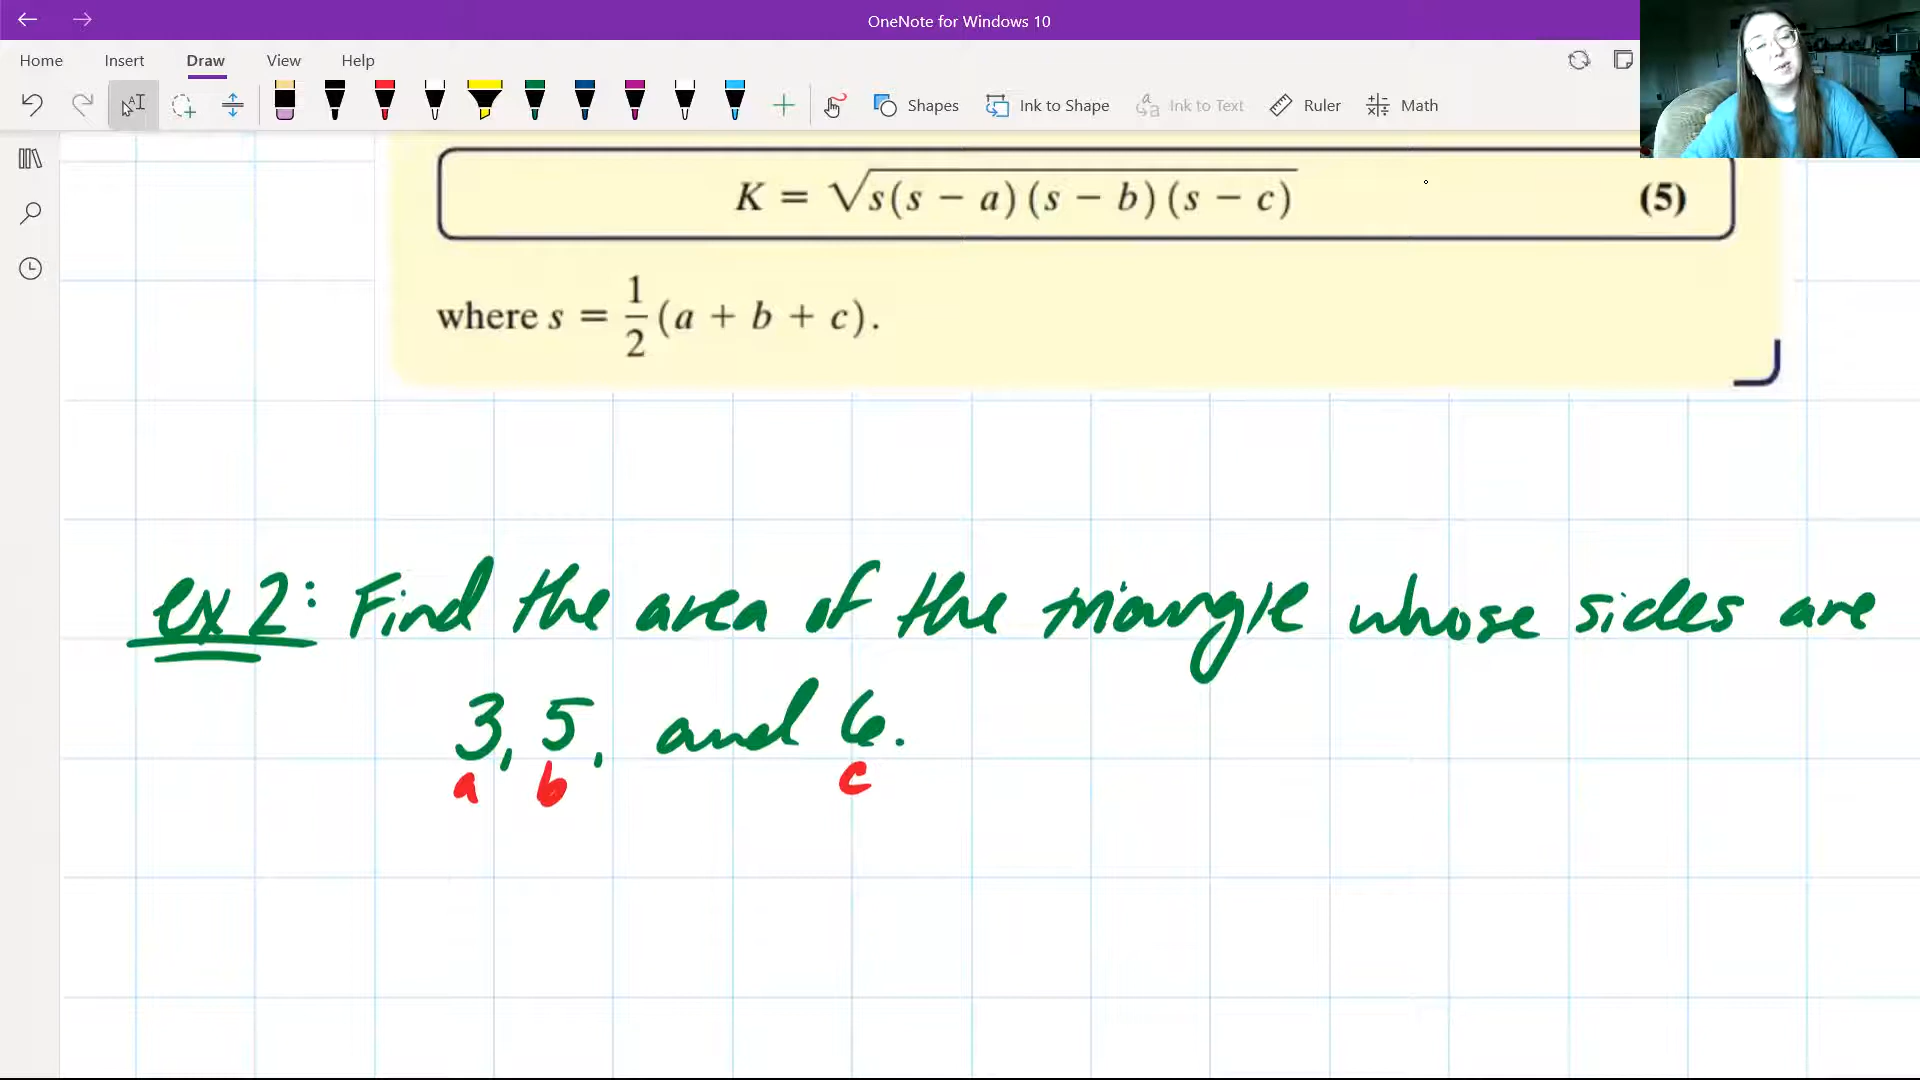 OneNote for Windows 10
Home Insert Draw View Help
Shapes Ink to Shape Ink to Text Ruler Math
K = √s(s − a)(s − b)(s − c) (5)
where s = 1/2 (a + b + c).
ex 2: Find the area of the triangle whose sides are
3, 5, and 6.
a b c